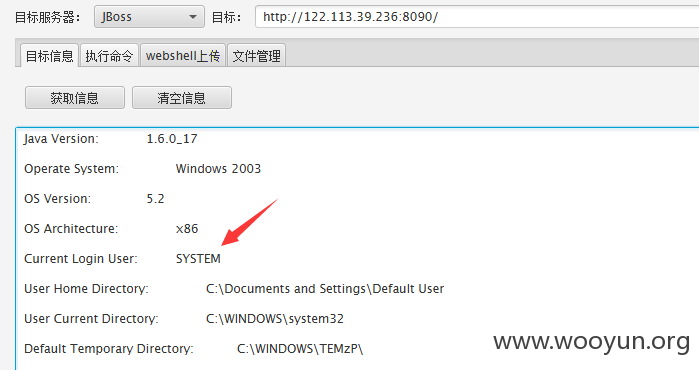 目标服务器： JBoss 目标： http://122.113.39.236:8090/
目标信息 执行命令 webshell上传 文件管理
获取信息 清空信息
Java Version: 1.6.0_17
Operate System: Windows 2003
OS Version: 5.2
OS Architecture: x86
Current Login User: SYSTEM
User Home Directory: C:\Documents and Settings\Default User
User Current Directory: C:\WINDOWS\system32
Default Temporary Directory: C:\WINDOWS\TEMzP\
www.wooyun.org